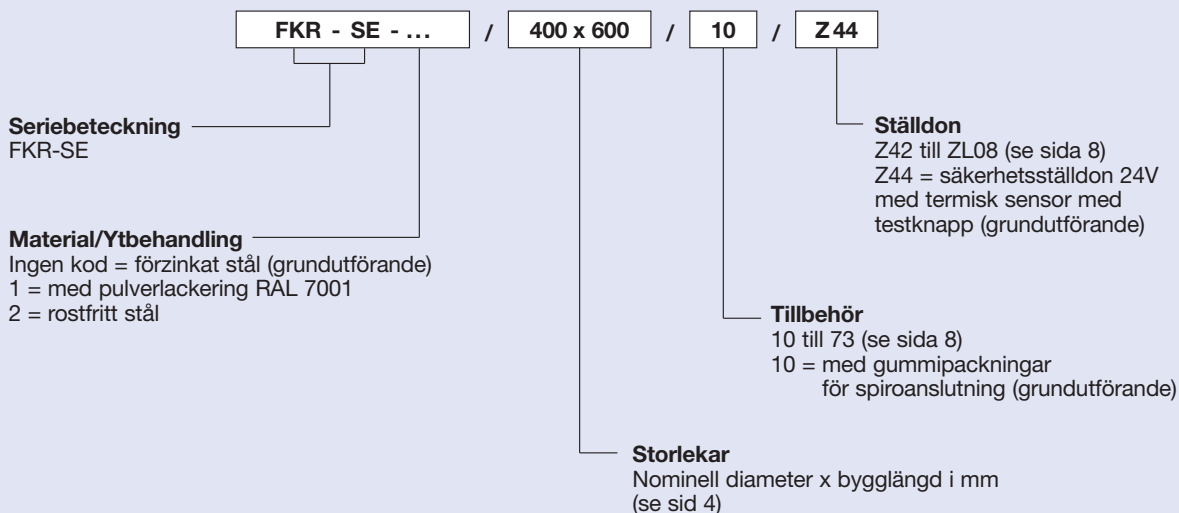 FKR - SE - ... / 400 x 600 / 10 / Z44
Seriebeteckning
FKR-SE
Material/Ytbehandling
Ingen kod = förzinkat stål (grundutförande)
1 = med pulverlackering RAL 7001
2 = rostfritt stål
Ställdon
Z42 till ZL08 (se sida 8)
Z44 = säkerhetsställdon 24V
med termisk sensor med
testknapp (grundutförande)
Tillbehör
10 till 73 (se sida 8)
10 = med gummipackningar
för spiroanslutning (grundutförande)
Storlekar
Nominell diameter x bygglängd i mm
(se sid 4)